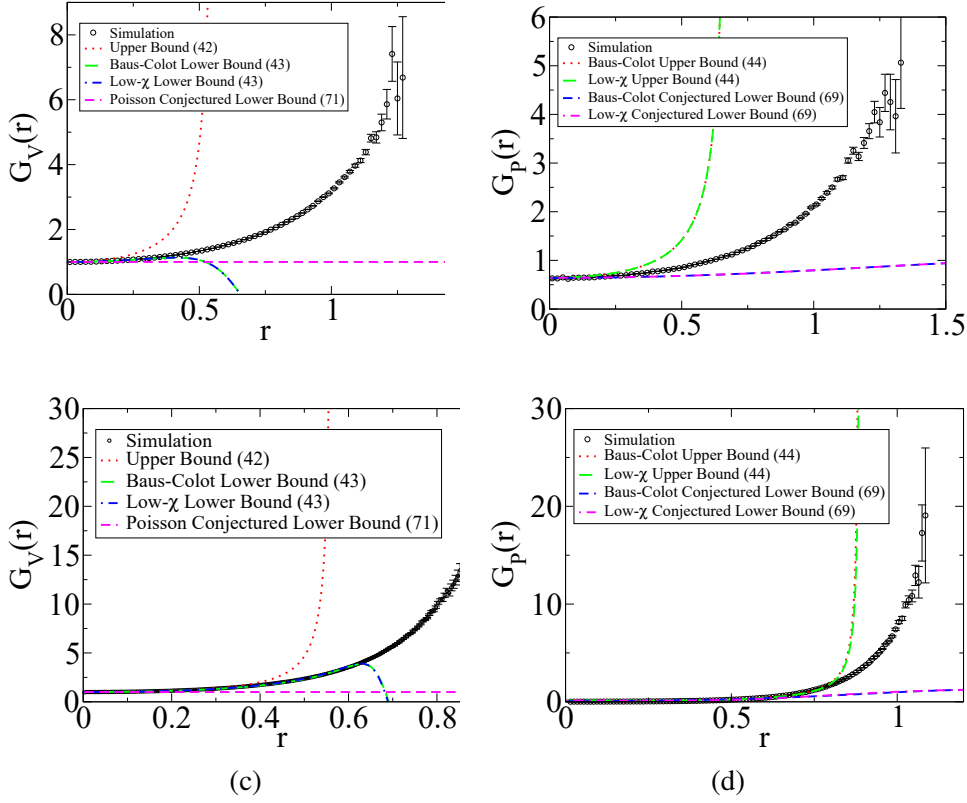 8
6
4
2
0
G_V(r)
Simulation
Upper Bound (42)
Baus-Colot Lower Bound (43)
Low-χ Lower Bound (43)
Poisson Conjectured Lower Bound (71)
0
0.5
1
r
6
5
4
3
2
1
0
G_P(r)
Simulation
Baus-Colot Upper Bound (44)
Low-χ Upper Bound (44)
Baus-Colot Conjectured Lower Bound (69)
Low-χ Conjectured Lower Bound (69)
0
0.5
1
1.5
r
30
25
20
15
10
5
0
G_V(r)
Simulation
Upper Bound (42)
Baus-Colot Lower Bound (43)
Low-χ Lower Bound (43)
Poisson Conjectured Lower Bound (71)
0
0.2
0.4
0.6
0.8
r
(c)
30
20
10
0
G_P(r)
Simulation
Baus-Colot Upper Bound (44)
Low-χ Upper Bound (44)
Baus-Colot Conjectured Lower Bound (69)
Low-χ Conjectured Lower Bound (69)
0
0.5
1
r
(d)